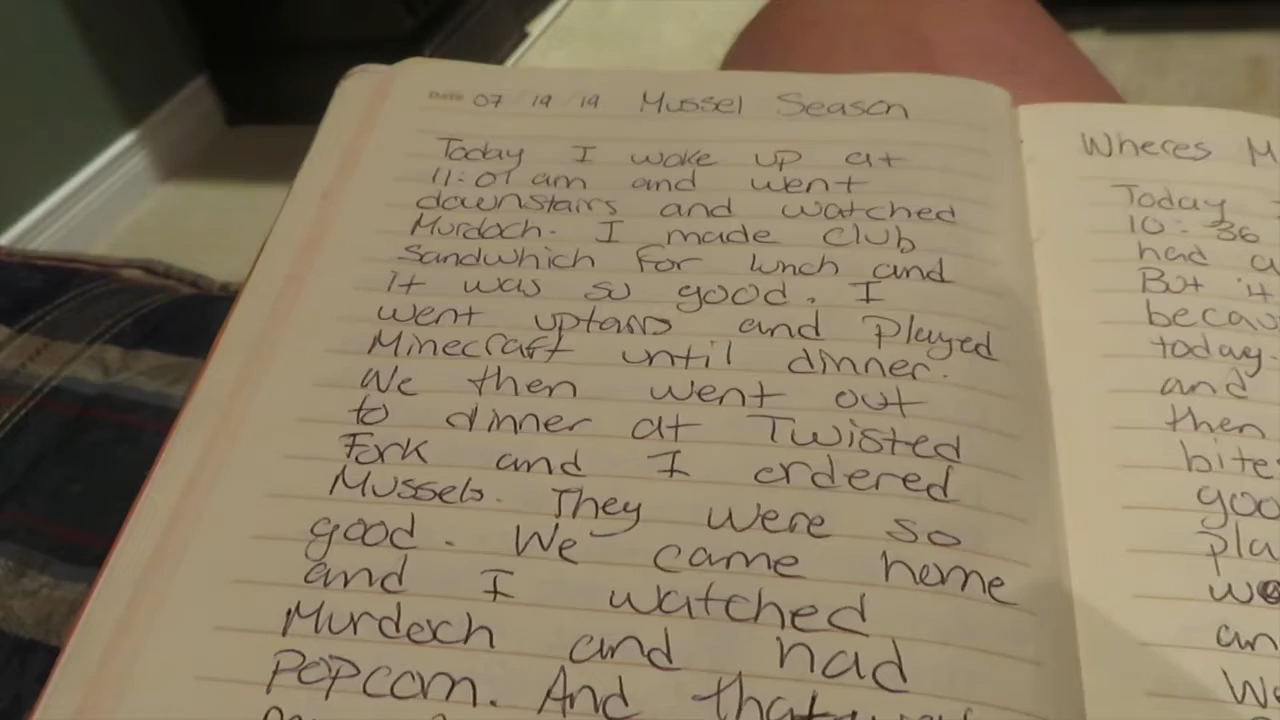 Date 07 19 19 Mussel Season
Today I woke up at
11:01 am and went
downstairs and watched
Murdoch. I made club
Sandwhich for lunch and
it was so good. I
went uptairs and Played
Minecraft until dinner.
We then went out
to dinner at Twisted
Fork and I ordered
Mussels. They were so
good. We came home
and I watched
Murdoch and had
Popcorn. And that
Wheres M
Today
10:36
had a
But it
becau
today.
and
then
bite
goo
pla
an
We